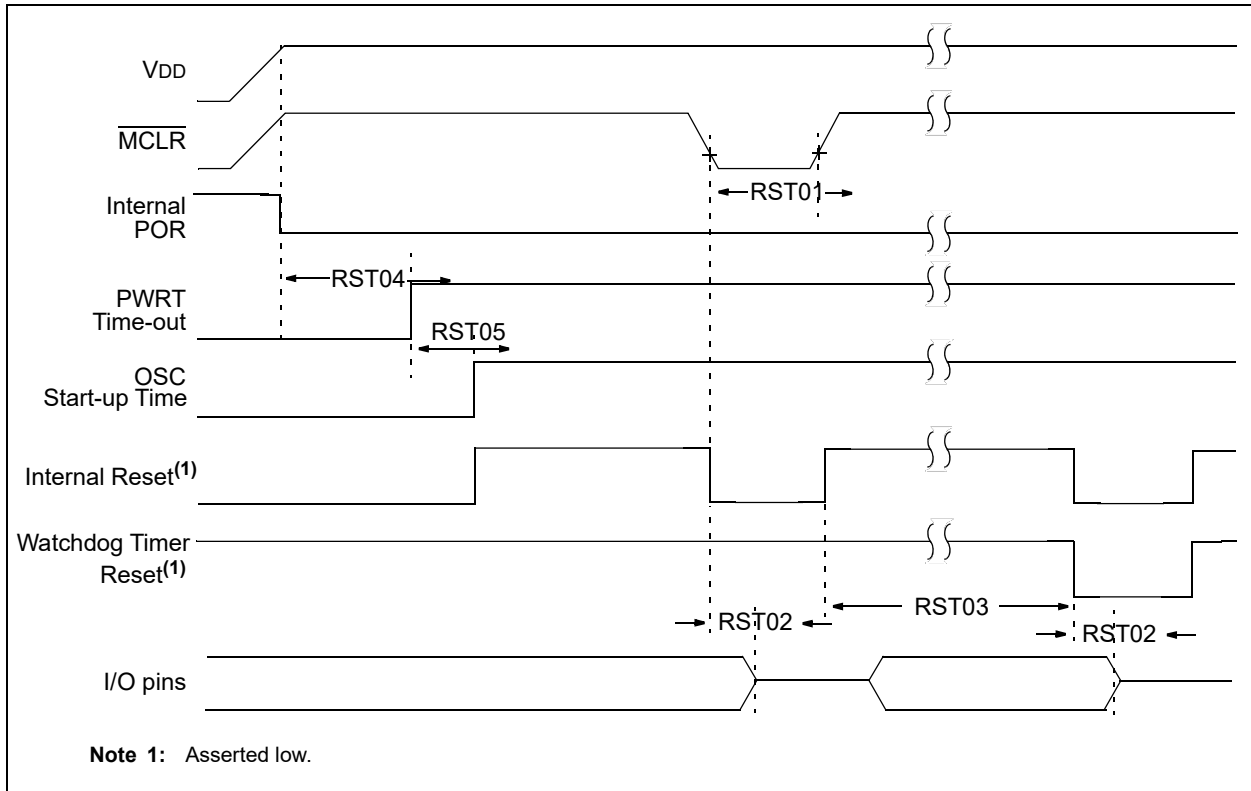 VDD
MCLR
RST01
Internal
POR
RST04
PWRT
Time-out
RST05
OSC
Start-up Time
Internal Reset(1)
Watchdog Timer
Reset(1)
RST03
RST02
RST02
I/O pins
Note 1: Asserted low.